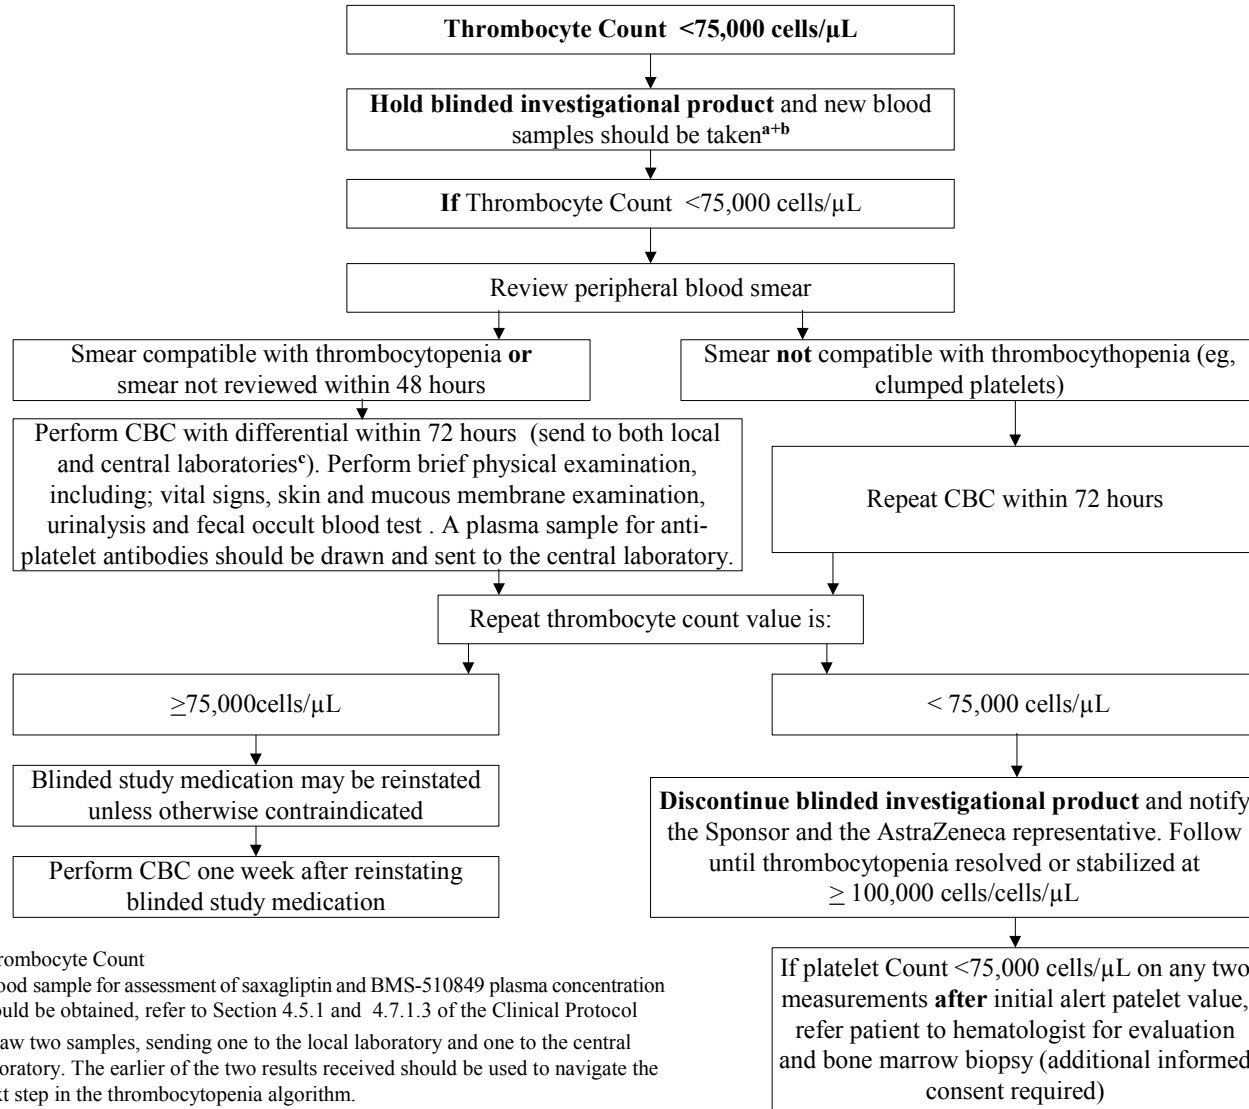 Thrombocyte Count <75,000 cells/µL
Hold blinded investigational product and new blood
samples should be taken a+b
If Thrombocyte Count <75,000 cells/µL
Review peripheral blood smear
Smear compatible with thrombocytopenia or
smear not reviewed within 48 hours
Smear not compatible with thrombocythopenia (eg,
clumped platelets)
Perform CBC with differential within 72 hours (send to both local
and central laboratories c). Perform brief physical examination,
including; vital signs, skin and mucous membrane examination,
urinalysis and fecal occult blood test . A plasma sample for anti-
platelet antibodies should be drawn and sent to the central laboratory.
Repeat CBC within 72 hours
Repeat thrombocyte count value is:
≥75,000cells/µL
< 75,000 cells/µL
Blinded study medication may be reinstated
unless otherwise contraindicated
Perform CBC one week after reinstating
blinded study medication
Discontinue blinded investigational product and notify
the Sponsor and the AstraZeneca representative. Follow
until thrombocytopenia resolved or stabilized at
≥ 100,000 cells/cells/µL
If platelet Count <75,000 cells/µL on any two
measurements after initial alert patelet value,
refer patient to hematologist for evaluation
and bone marrow biopsy (additional informed
consent required)
rombocyte Count
ood sample for assessment of saxagliptin and BMS-510849 plasma concentration
ould be obtained, refer to Section 4.5.1 and 4.7.1.3 of the Clinical Protocol
aw two samples, sending one to the local laboratory and one to the central
oratory. The earlier of the two results received should be used to navigate the
xt step in the thrombocytopenia algorithm.